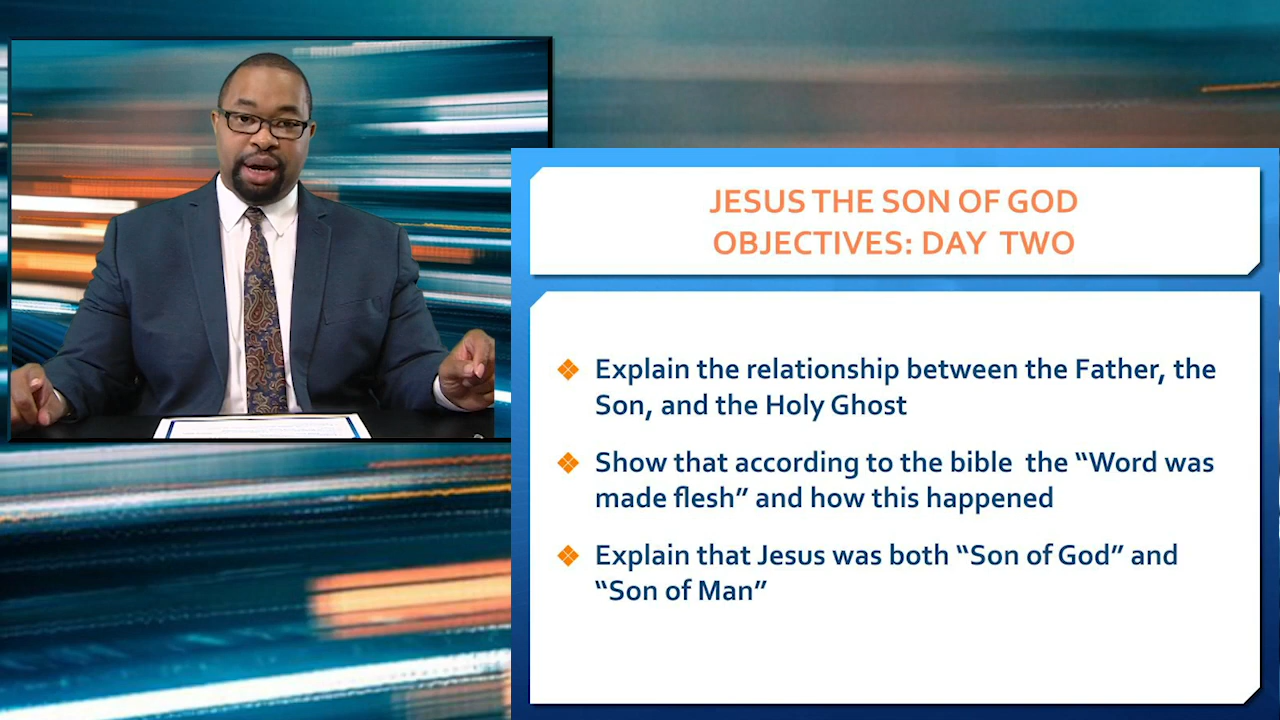 JESUS THE SON OF GOD
OBJECTIVES: DAY TWO
❖ Explain the relationship between the Father, the
Son, and the Holy Ghost
❖ Show that according to the bible the “Word was
made flesh” and how this happened
❖ Explain that Jesus was both “Son of God” and
“Son of Man”